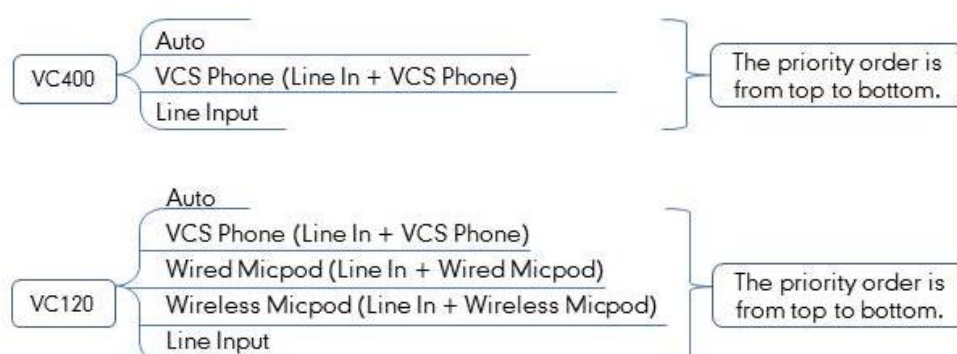 Auto
VC400
VCS Phone (Line In + VCS Phone)
Line Input
The priority order is
from top to bottom.
Auto
VCS Phone (Line In + VCS Phone)
Wired Micpod (Line In + Wired Micpod)
VC120
Wireless Micpod (Line In + Wireless Micpod)
Line Input
The priority order is
from top to bottom.